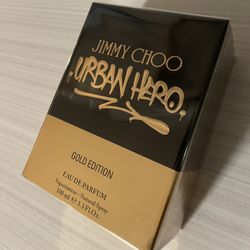 JIMMY CHOO
URBAN HERO
GOLD EDITION
EAU DE PARFUM
Vaporisateur - Natural Spray
100 ml ℮ 3.3 FL.Oz.